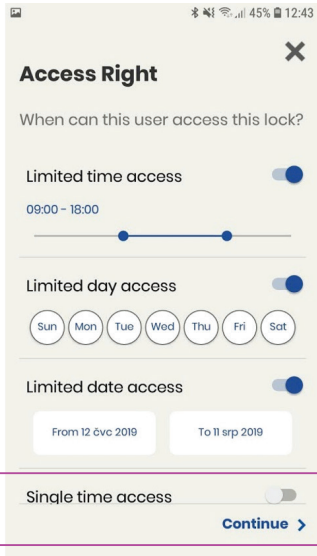 45% 12:43
Access Right
When can this user access this lock?
Limited time access
09:00 - 18:00
Limited day access
Sun Mon Tue Wed Thu Fri Sat
Limited date access
From 12 čvc 2019 To 11 srp 2019
Single time access
Continue